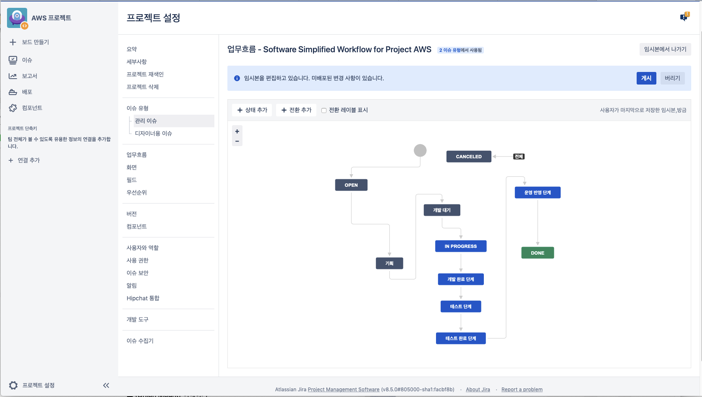 AWS 프로젝트
보드 만들기
이슈
보고서
배포
컴포넌트
프로젝트 단축키
팀 전체가 볼 수 있도록 유용한 정보의 연결을 추가합
니다.
연결 추가
프로젝트 설정
프로젝트 설정
요약
세부사항
프로젝트 재색인
프로젝트 삭제
이슈 유형
관리 이슈
디자이너용 이슈
업무흐름
화면
필드
우선순위
버전
컴포넌트
사용자와 역할
사용 권한
이슈 보안
알림
Hipchat 통합
개발 도구
이슈 수집기
업무흐름 - Software Simplified Workflow for Project AWS
2 이슈 유형에서 사용됨
임시본에서 나가기
임시본을 편집하고 있습니다. 미배포된 변경 사항이 있습니다.
게시
버리기
+ 상태 추가
+ 전환 추가
전환 레이블 표시
사용자가 마지막으로 저장한 임시본,방금
+
−
CANCELED
전체
OPEN
운영 반영 단계
개발 대기
IN PROGRESS
DONE
기획
개발 완료 단계
테스트 단계
테스트 완료 단계
Atlassian Jira Project Management Software (v8.5.0#805000-sha1:facbf8b) · About Jira · Report a problem